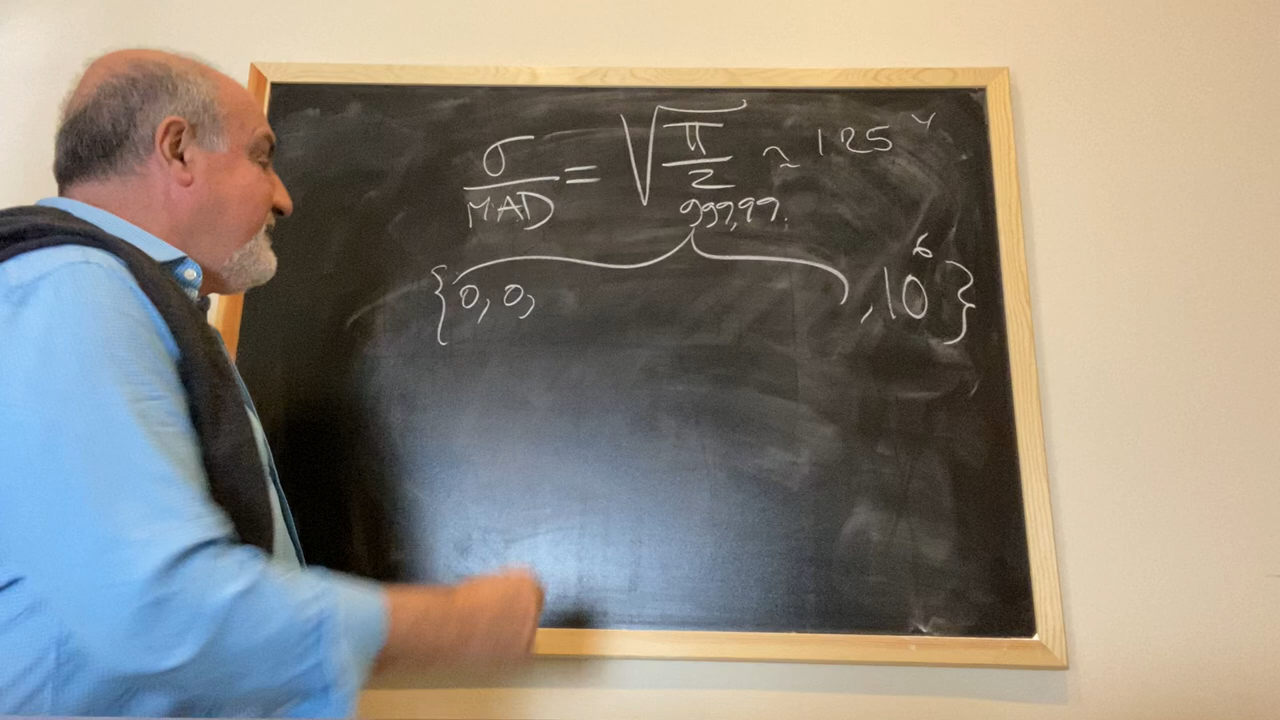 σ/MAD = √π/2 ≈ 1.25
999,99.
{0, 0, , 10⁶}